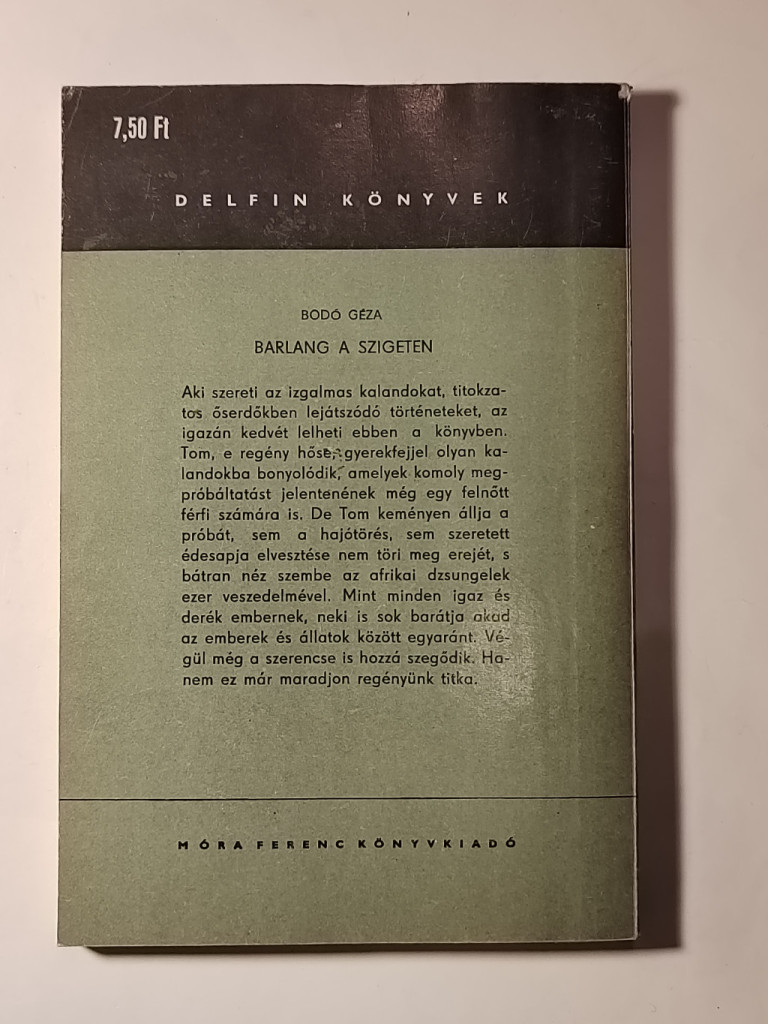 7,50 Ft
DELFIN KÖNYVEK
BODÓ GÉZA
BARLANG A SZIGETEN
Aki szereti az izgalmas kalandokat, titokza-
tos őserdőkben lejátszódó történeteket, az
igazán kedvét lelheti ebben a könyvben.
Tom, e regény hőse, gyerekfejjel olyan ka-
landokba bonyolódik, amelyek komoly meg-
próbáltatást jelentenének még egy felnőtt
férfi számára is. De Tom keményen állja a
próbát, sem a hajótörés, sem szeretett
édesapja elvesztése nem töri meg erejét, s
bátran néz szembe az afrikai dzsungelek
ezer veszedelmével. Mint minden igaz és
derék embernek, neki is sok barátja akad
az emberek és állatok között egyaránt. Vé-
gül még a szerencse is hozzá szegődik. Ha-
nem ez már maradjon regényünk titka.
MÓRA FERENC KÖNYVKIADÓ